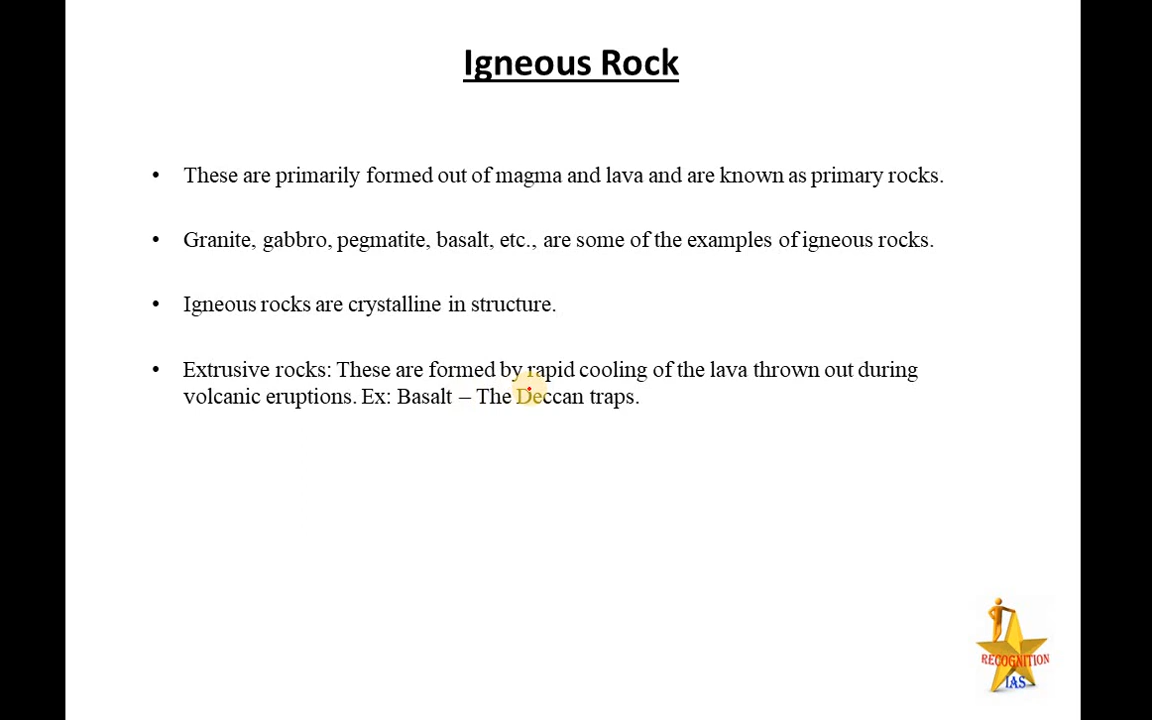 Igneous Rock
• These are primarily formed out of magma and lava and are known as primary rocks.
• Granite, gabbro, pegmatite, basalt, etc., are some of the examples of igneous rocks.
• Igneous rocks are crystalline in structure.
• Extrusive rocks: These are formed by rapid cooling of the lava thrown out during
volcanic eruptions. Ex: Basalt – The Deccan traps.
RECOGNITION
IAS